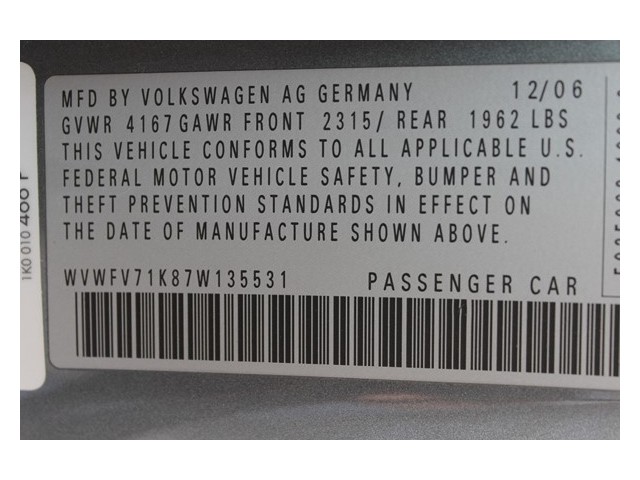 MFD BY VOLKSWAGEN AG GERMANY 12/06
GVWR 4167 GAWR FRONT 2315/ REAR 1962 LBS
THIS VEHICLE CONFORMS TO ALL APPLICABLE U.S.
FEDERAL MOTOR VEHICLE SAFETY, BUMPER AND
THEFT PREVENTION STANDARDS IN EFFECT ON
THE DATE OF MANUFACTURE SHOWN ABOVE.
WVWFV71K87W135531 PASSENGER CAR
1K0 010